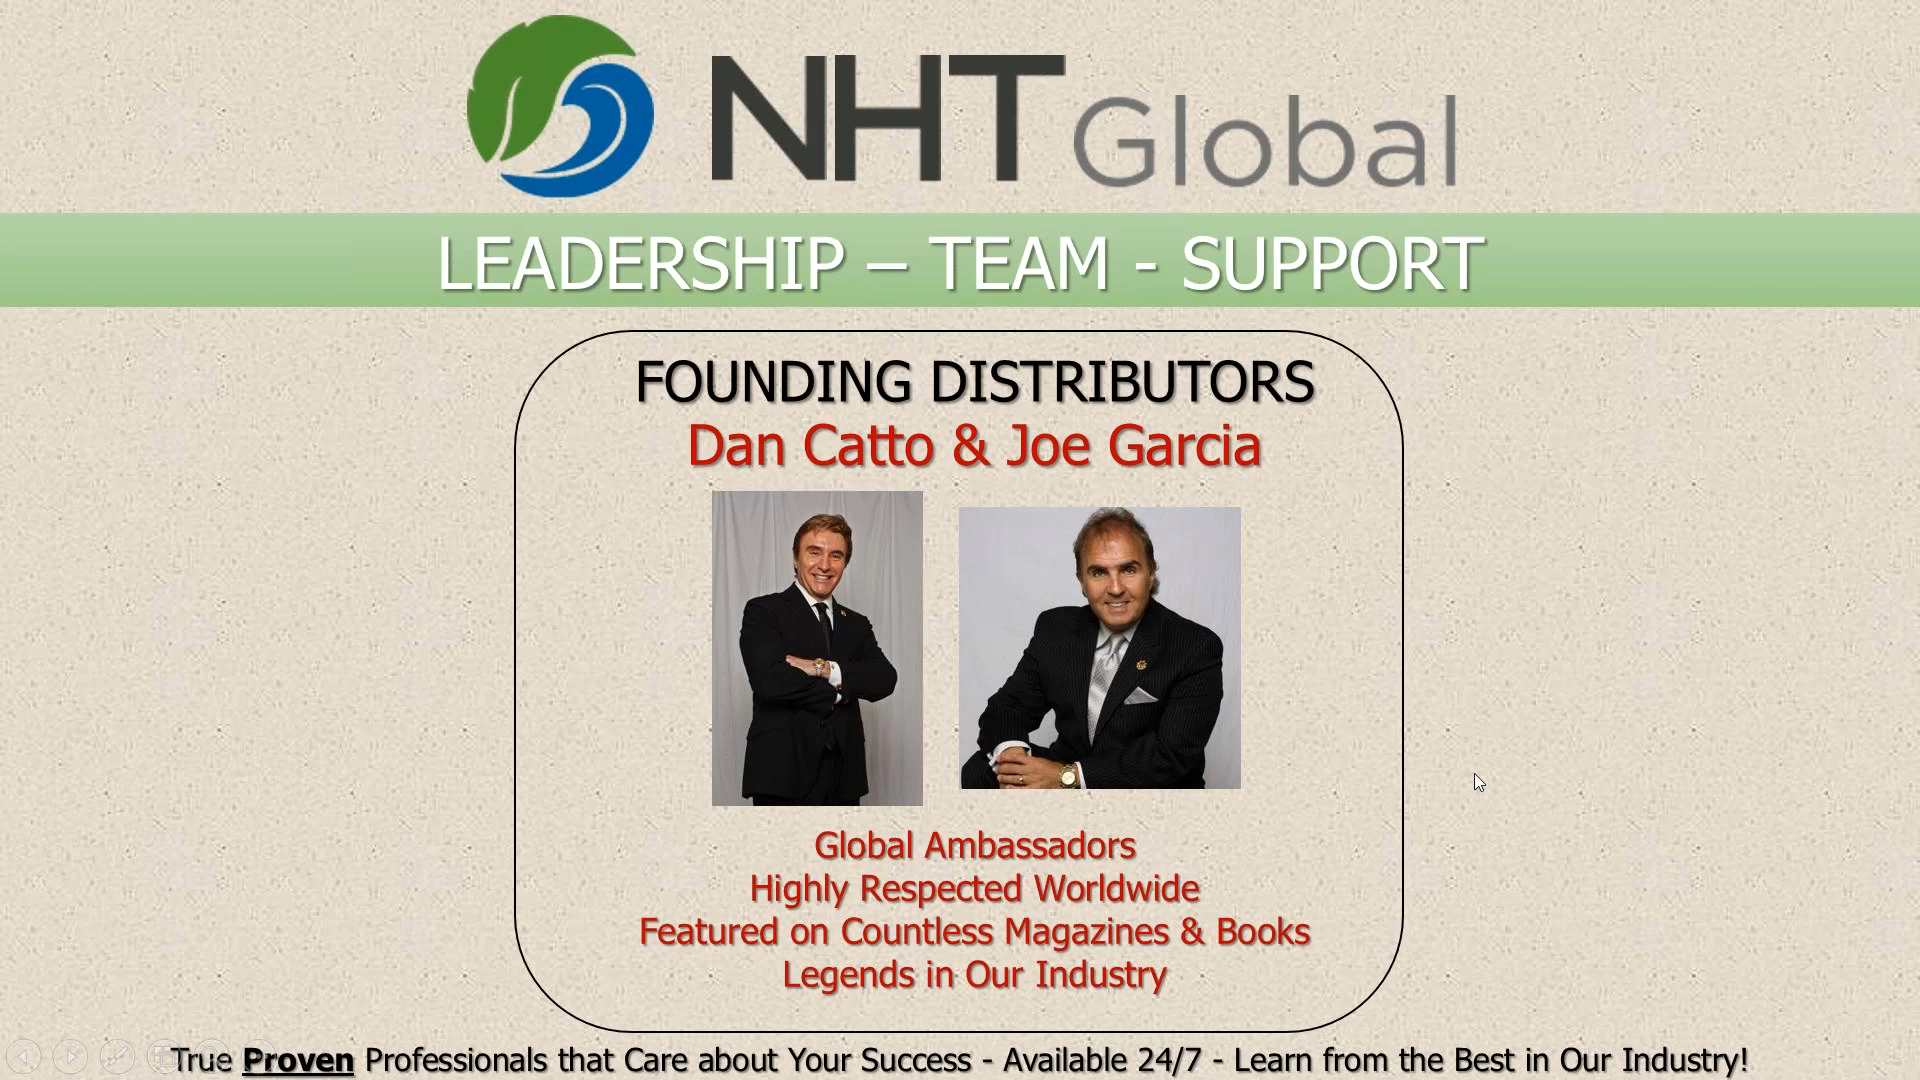 NHT Global
LEADERSHIP – TEAM - SUPPORT
FOUNDING DISTRIBUTORS
Dan Catto & Joe Garcia
Global Ambassadors
Highly Respected Worldwide
Featured on Countless Magazines & Books
Legends in Our Industry
True Proven Professionals that Care about Your Success - Available 24/7 - Learn from the Best in Our Industry!